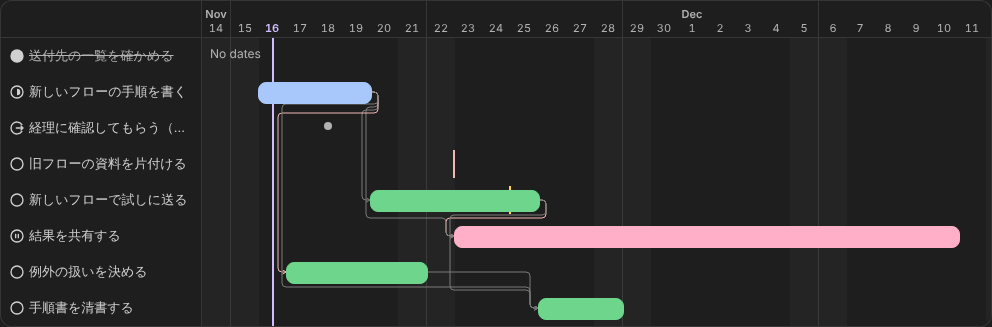 Nov Dec
14 15 16 17 18 19 20 21 22 23 24 25 26 27 28 29 30 1 2 3 4 5 6 7 8 9 10 11
送付先の一覧を確かめる No dates
新しいフローの手順を書く
経理に確認してもらう（...
旧フローの資料を片付ける
新しいフローで試しに送る
結果を共有する
例外の扱いを決める
手順書を清書する